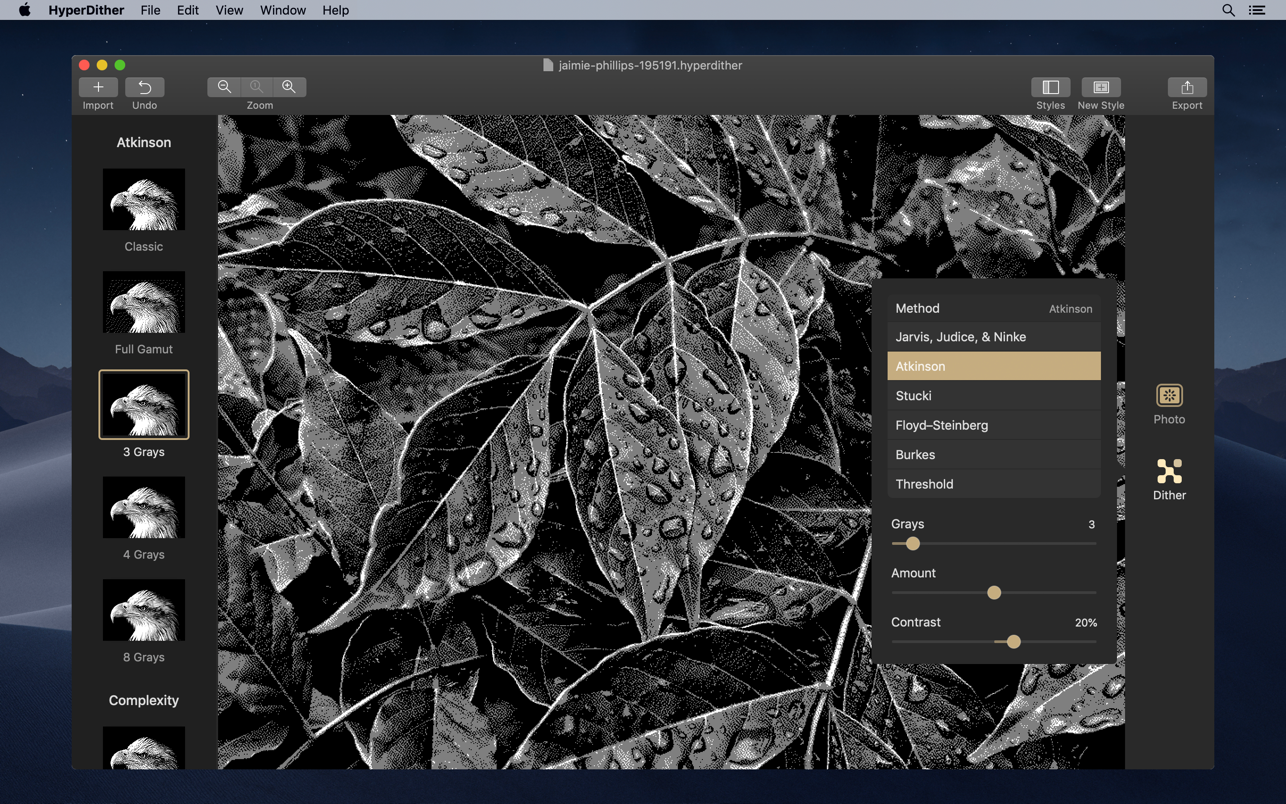 HyperDither File Edit View Window Help
jaimie-phillips-195191.hyperdither
Import Undo Zoom Styles New Style Export
Atkinson
Classic
Full Gamut
3 Grays
4 Grays
8 Grays
Complexity
Method Atkinson
Jarvis, Judice, & Ninke
Atkinson
Stucki
Floyd–Steinberg
Burkes
Threshold
Grays 3
Amount
Contrast 20%
Photo
Dither